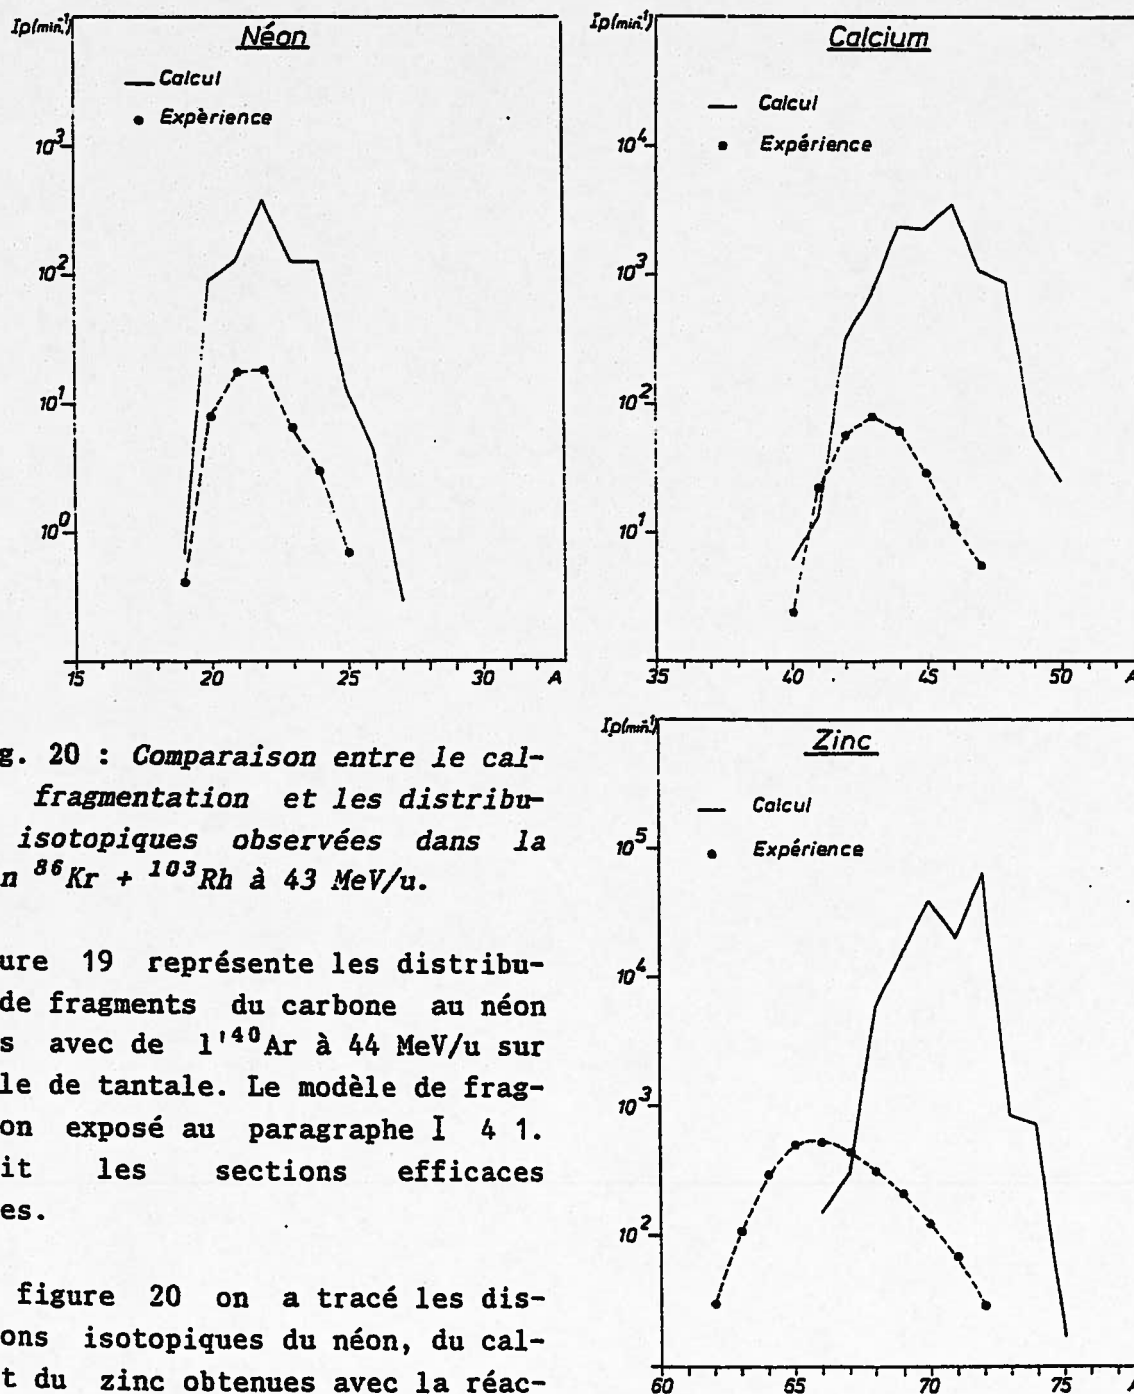 Ip(min⁻¹)
Néon
Calcul
Expèrience
10³
10²
10¹
10⁰
15 20 25 30 A
Ip(min⁻¹)
Calcium
Calcul
Expérience
10⁴
10³
10²
10¹
35 40 45 50 A
g. 20 : Comparaison entre le cal-
fragmentation et les distribu-
isotopiques observées dans la
n ⁸⁶Kr + ¹⁰³Rh à 43 MeV/u.
ure 19 représente les distribu-
de fragments du carbone au néon
s avec de l'⁴⁰Ar à 44 MeV/u sur
le de tantale. Le modèle de frag-
on exposé au paragraphe I 4 1.
it les sections efficaces
es.
figure 20 on a tracé les dis-
ons isotopiques du néon, du cal-
t du zinc obtenues avec la réac-
Ip(min⁻¹)
Zinc
Calcul
Expérience
10⁵
10⁴
10³
10²
60 65 70 75 A